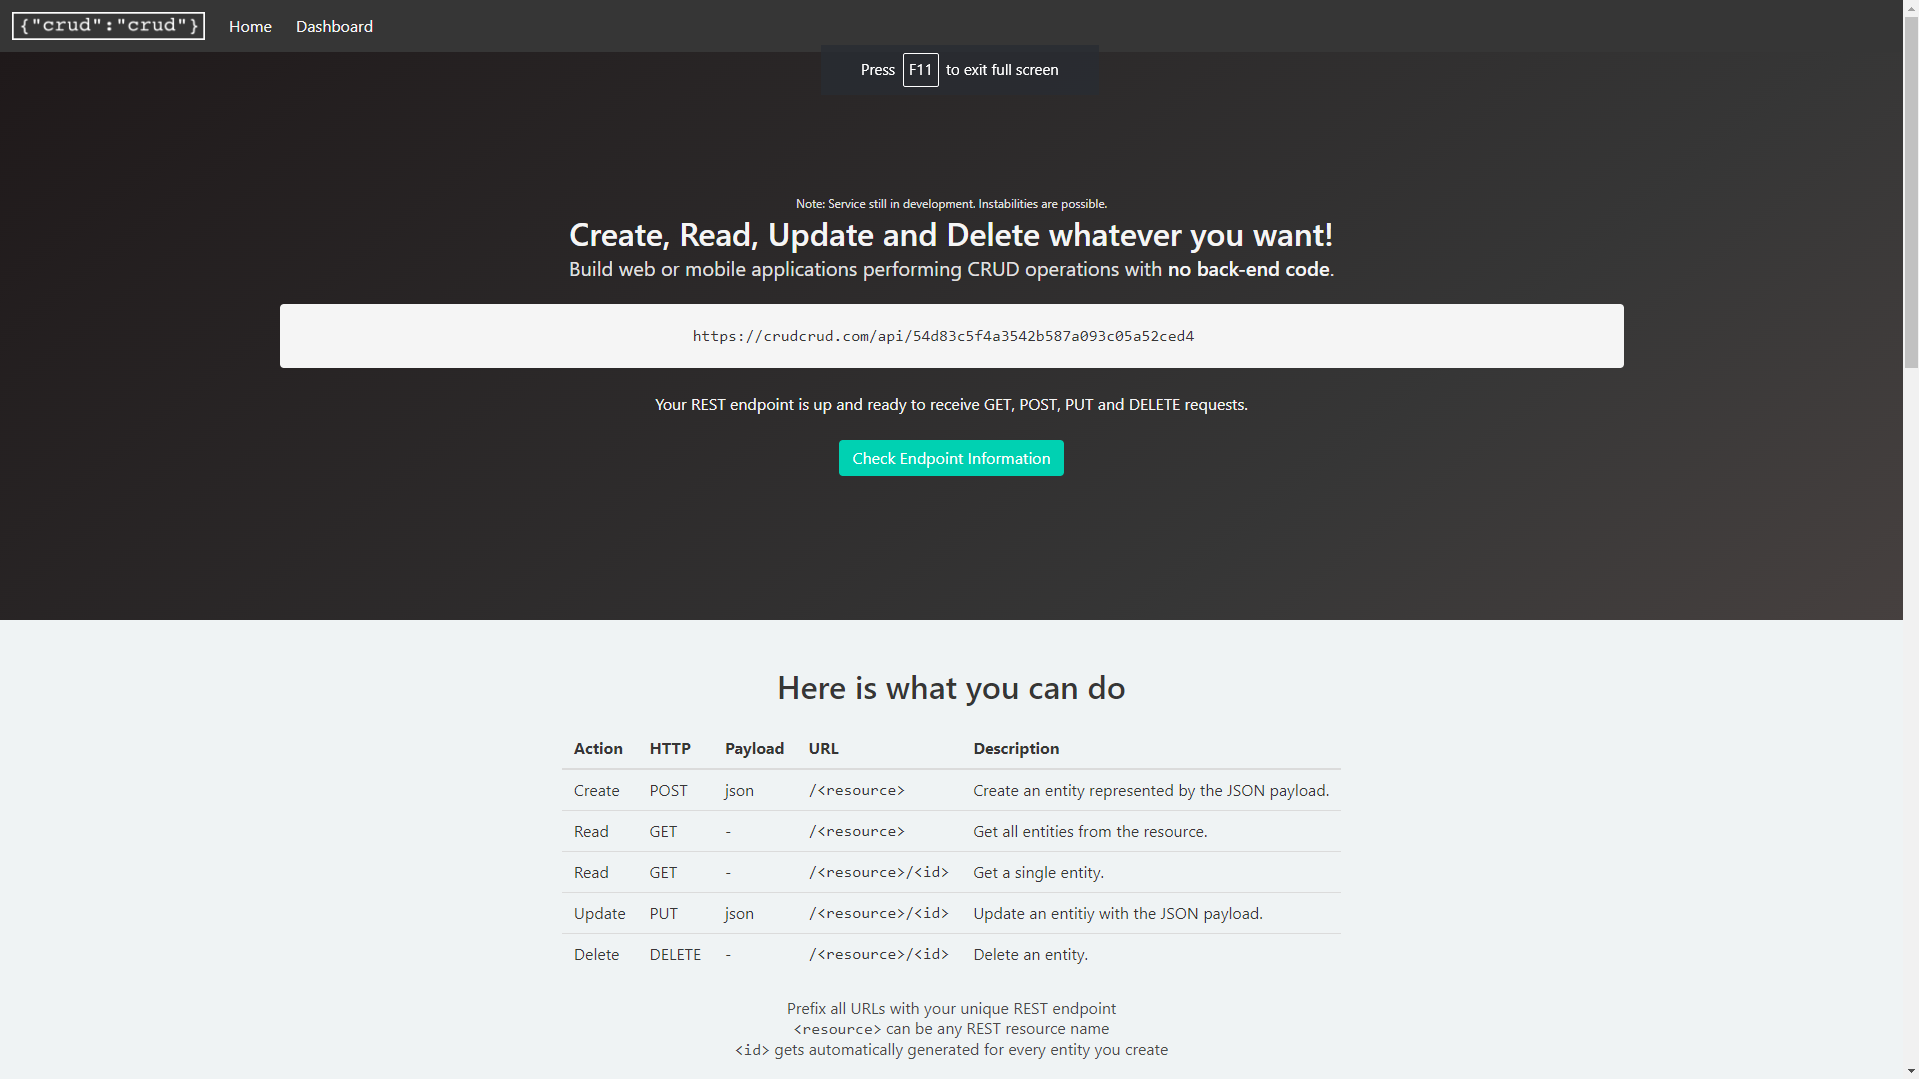 {"crud":"crud"} Home Dashboard
Press F11 to exit full screen
Note: Service still in development. Instabilities are possible.
Create, Read, Update and Delete whatever you want!
Build web or mobile applications performing CRUD operations with no back-end code.
https://crudcrud.com/api/54d83c5f4a3542b587a093c05a52ced4
Your REST endpoint is up and ready to receive GET, POST, PUT and DELETE requests.
Check Endpoint Information
Here is what you can do
Action HTTP Payload URL Description
Create POST json /<resource> Create an entity represented by the JSON payload.
Read GET - /<resource> Get all entities from the resource.
Read GET - /<resource>/<id> Get a single entity.
Update PUT json /<resource>/<id> Update an entitiy with the JSON payload.
Delete DELETE - /<resource>/<id> Delete an entity.
Prefix all URLs with your unique REST endpoint
<resource> can be any REST resource name
<id> gets automatically generated for every entity you create